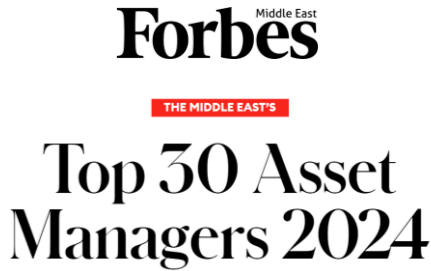 Forbes
Middle East
THE MIDDLE EAST'S
Top 30 Asset
Managers 2024